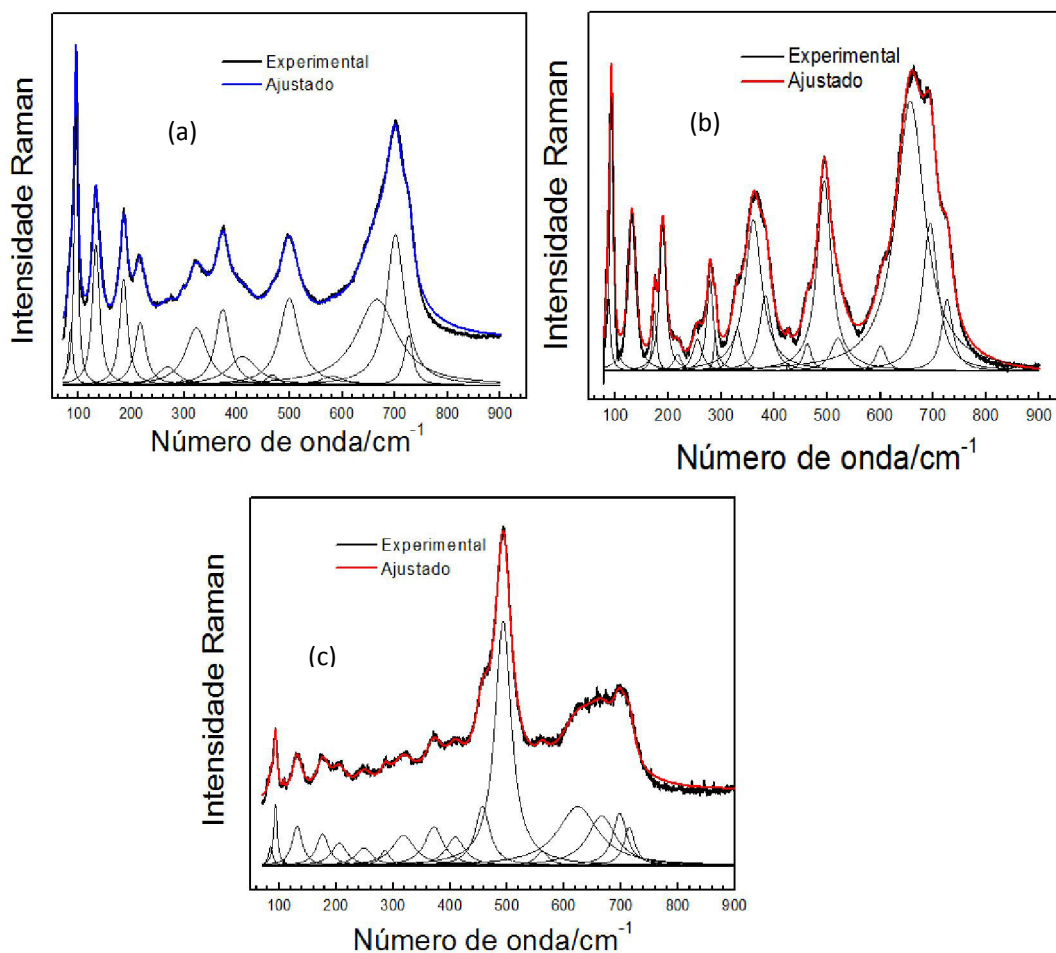 Experimental
Ajustado
(a)
Intensidade Raman
100 200 300 400 500 600 700 800 900
Número de onda/cm-1
Experimental
Ajustado
(b)
Intensidade Raman
100 200 300 400 500 600 700 800 900
Número de onda/cm-1
Experimental
Ajustado
(c)
Intensidade Raman
100 200 300 400 500 600 700 800 900
Número de onda/cm-1